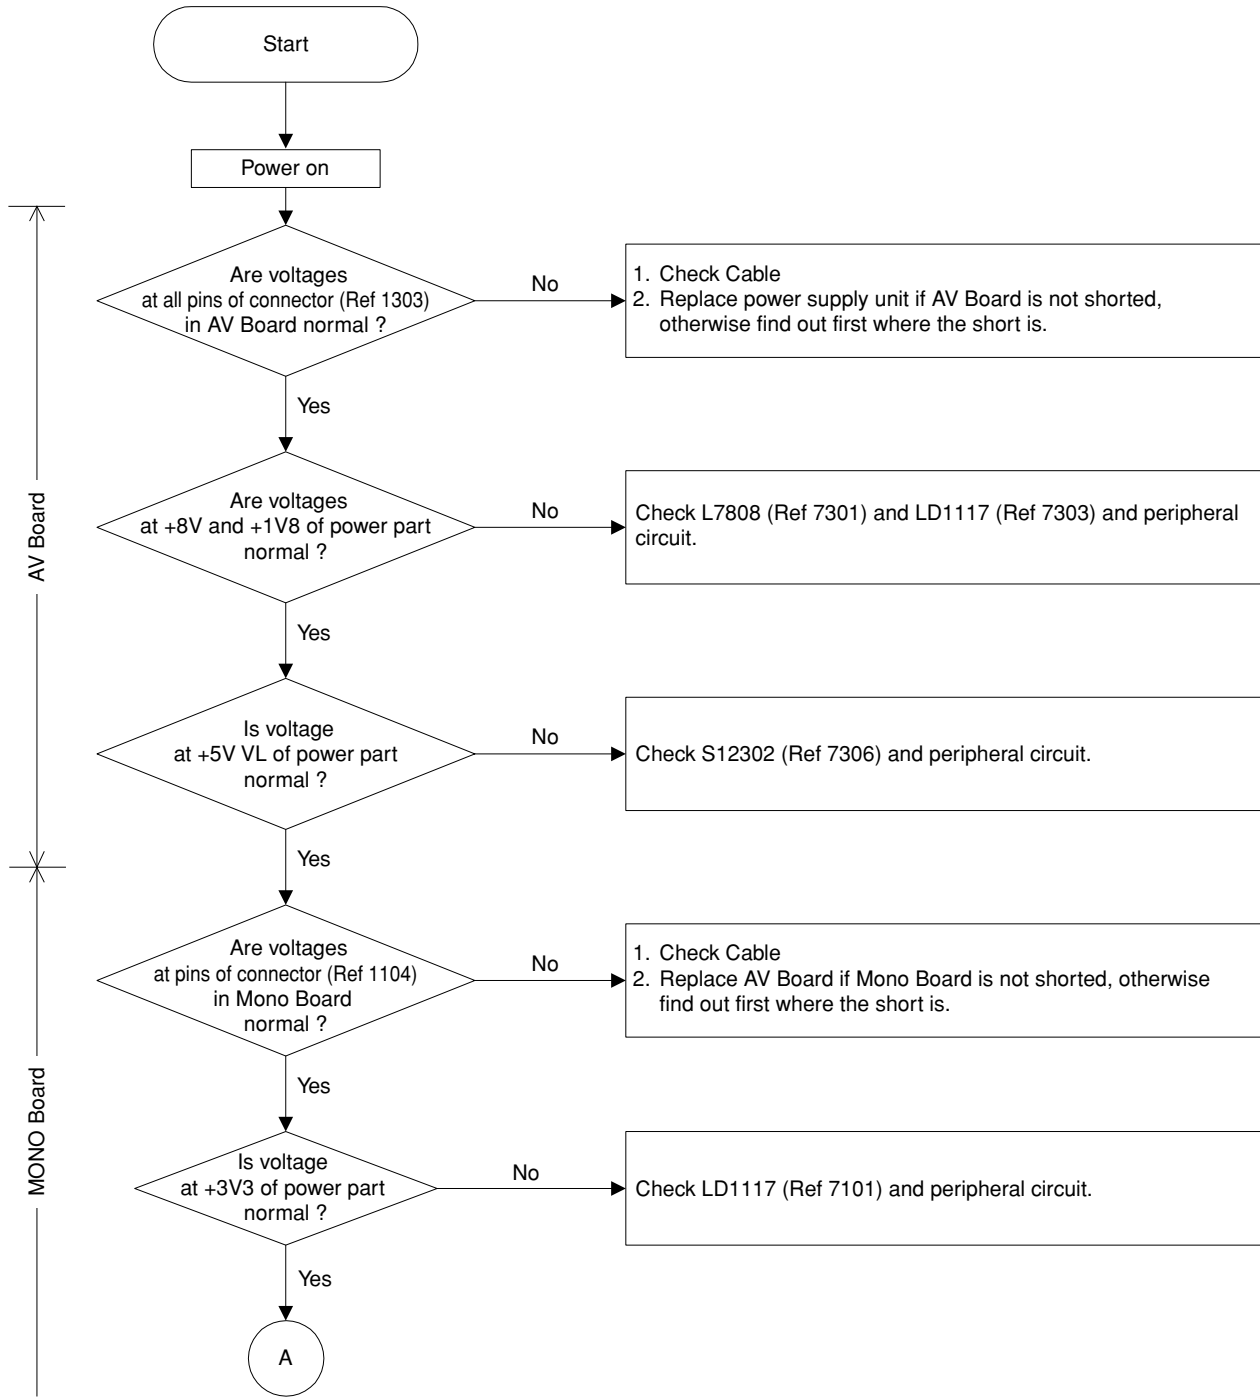 Start
Power on
Are voltages
at all pins of connector (Ref 1303)
in AV Board normal ?
No
1. Check Cable
2. Replace power supply unit if AV Board is not shorted,
otherwise find out first where the short is.
Yes
AV Board
Are voltages
at +8V and +1V8 of power part
normal ?
No
Check L7808 (Ref 7301) and LD1117 (Ref 7303) and peripheral
circuit.
Yes
Is voltage
at +5V VL of power part
normal ?
No
Check S12302 (Ref 7306) and peripheral circuit.
Yes
MONO Board
Are voltages
at pins of connector (Ref 1104)
in Mono Board
normal ?
No
1. Check Cable
2. Replace AV Board if Mono Board is not shorted, otherwise
find out first where the short is.
Yes
Is voltage
at +3V3 of power part
normal ?
No
Check LD1117 (Ref 7101) and peripheral circuit.
Yes
A